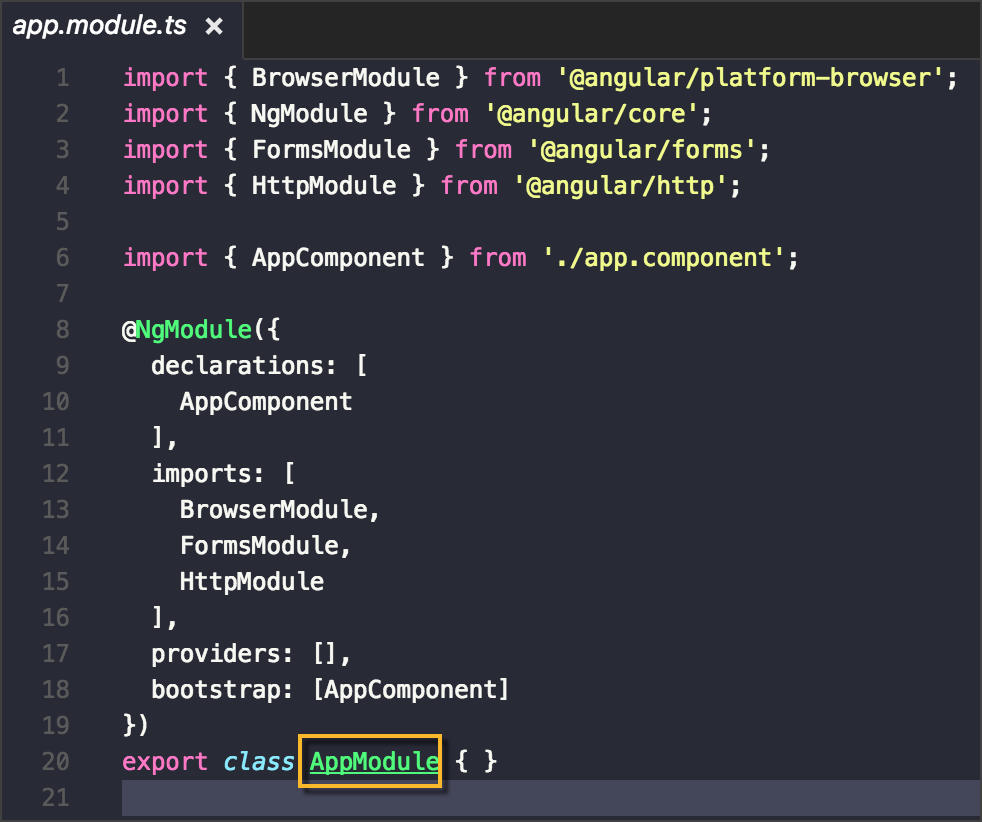 app.module.ts ×
1 import { BrowserModule } from '@angular/platform-browser';
2 import { NgModule } from '@angular/core';
3 import { FormsModule } from '@angular/forms';
4 import { HttpModule } from '@angular/http';
5
6 import { AppComponent } from './app.component';
7
8 @NgModule({
9   declarations: [
10     AppComponent
11   ],
12   imports: [
13     BrowserModule,
14     FormsModule,
15     HttpModule
16   ],
17   providers: [],
18   bootstrap: [AppComponent]
19 })
20 export class AppModule { }
21